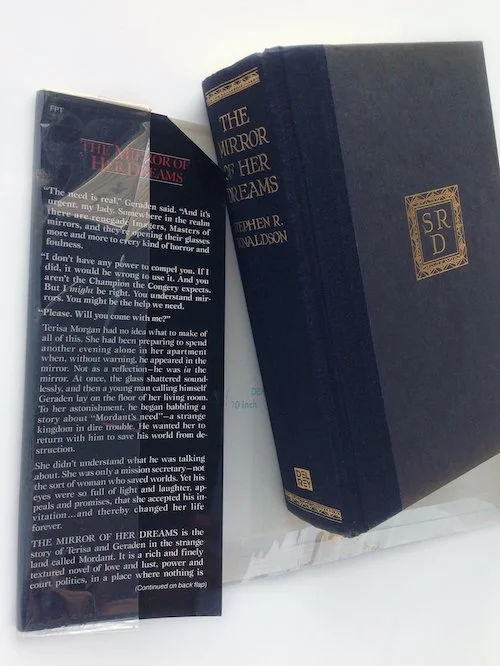 FPT
THE MIRROR OF
HER DREAMS
"The need is real," Geraden said. "And it's
urgent, my lady. Somewhere in the realm
there are renegade Imagers, Masters of
mirrors, and they're opening their glasses
more and more to every kind of horror and
foulness.
"I don't have any power to compel you. If I
did, it would be wrong to use it. And you
aren't the Champion the Congery expects.
But I might be right. You understand mir-
rors. You might be the help we need.
"Please. Will you come with me?"
Terisa Morgan had no idea what to make of
all of this. She had been preparing to spend
another evening alone in her apartment
when, without warning, he appeared in the
mirror. Not as a reflection—he was in the
mirror. At once, the glass shattered sound-
lessly, and then a young man calling himself
Geraden lay on the floor of her living room.
To her astonishment, he began babbling a
story about "Mordant's need"—a strange
kingdom in dire trouble. He wanted her to
return with him to save his world from de-
struction.
She didn't understand what he was talking
about. She was only a mission secretary—not
the sort of woman who saved worlds. Yet his
eyes were so full of light and laughter, ap-
peals and promises, that she accepted his in-
vitation...and thereby changed her life
forever.
THE MIRROR OF HER DREAMS is the
story of Terisa and Geraden in the strange
land called Mordant. It is a rich and finely
textured novel of love and lust, power and
court politics, in a place where nothing is
(Continued on back flap)
10 inch
THE
MIRROR
OF HER
DREAMS
STEPHEN R.
DONALDSON
DEL
REY
SR
D